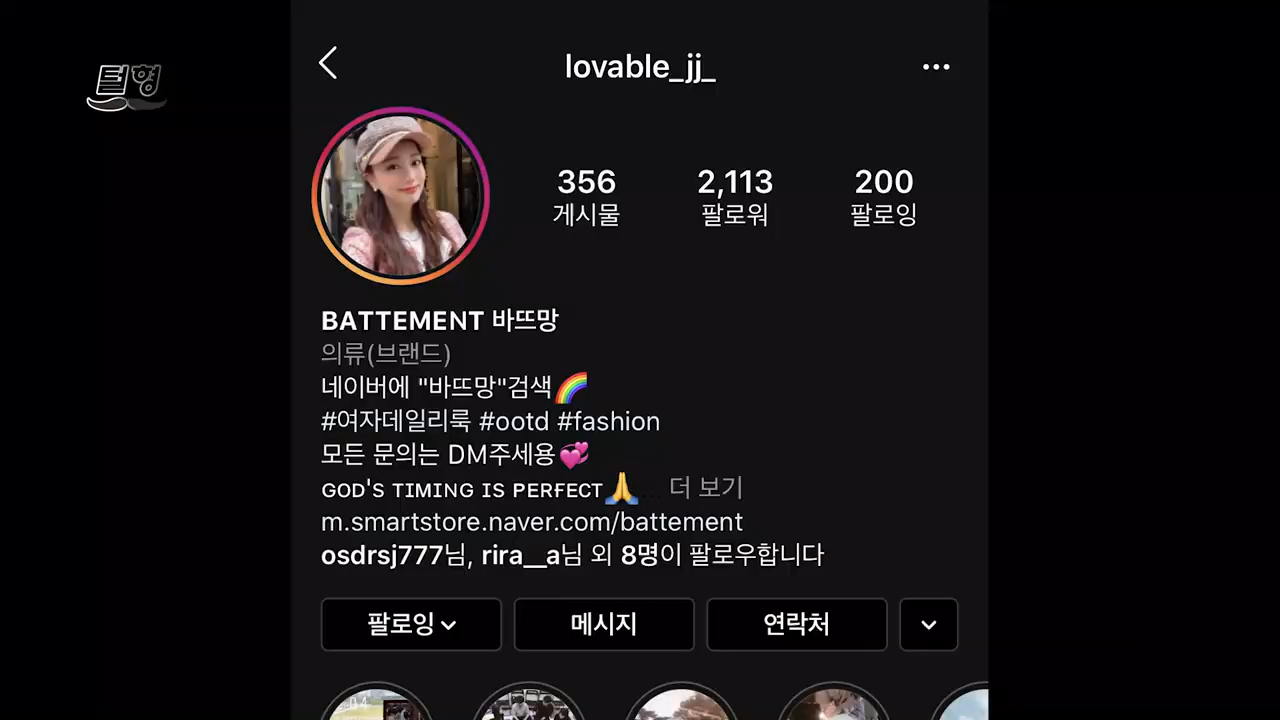 털형
lovable_jj_
356
게시물
2,113
팔로워
200
팔로잉
BATTEMENT 바뜨망
의류(브랜드)
네이버에 "바뜨망"검색🌈
#여자데일리룩 #ootd #fashion
모든 문의는 DM주세용💞
ɢᴏᴅ's ᴛɪᴍɪɴɢ ɪs ᴘᴇʀғᴇᴄᴛ🙏... 더 보기
m.smartstore.naver.com/battement
osdrsj777님, rira__a님 외 8명이 팔로우합니다
팔로잉
메시지
연락처